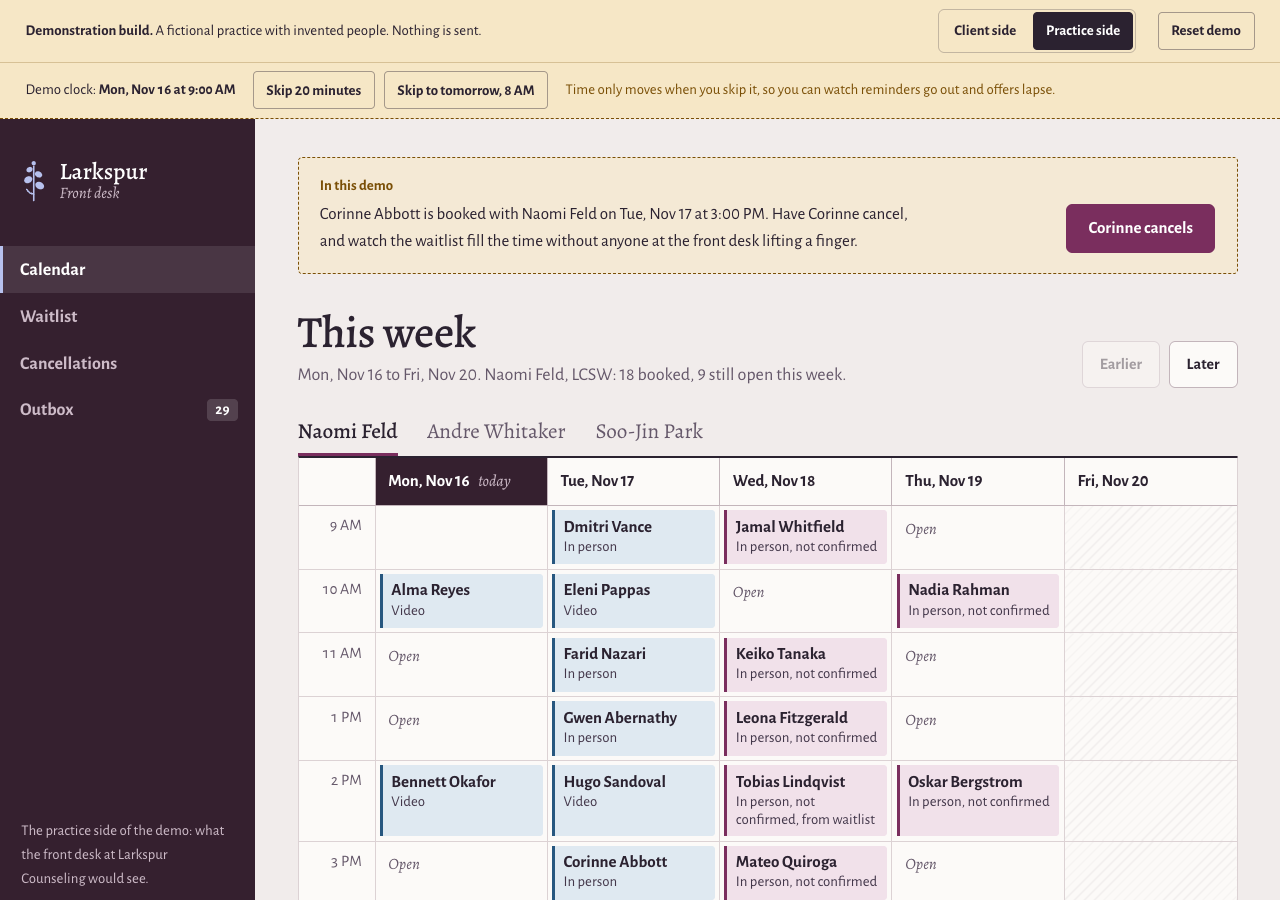 Demonstration build. A fictional practice with invented people. Nothing is sent.
Client side
Practice side
Reset demo
Demo clock: Mon, Nov 16 at 9:00 AM
Skip 20 minutes
Skip to tomorrow, 8 AM
Time only moves when you skip it, so you can watch reminders go out and offers lapse.
Larkspur
Front desk
Calendar
Waitlist
Cancellations
Outbox
29
The practice side of the demo: what
the front desk at Larkspur
Counseling would see.
In this demo
Corinne Abbott is booked with Naomi Feld on Tue, Nov 17 at 3:00 PM. Have Corinne cancel,
and watch the waitlist fill the time without anyone at the front desk lifting a finger.
Corinne cancels
This week
Mon, Nov 16 to Fri, Nov 20. Naomi Feld, LCSW: 18 booked, 9 still open this week.
Earlier
Later
Naomi Feld
Andre Whitaker
Soo-Jin Park
Mon, Nov 16 today
Tue, Nov 17
Wed, Nov 18
Thu, Nov 19
Fri, Nov 20
9 AM
Dmitri Vance
In person
Jamal Whitfield
In person, not confirmed
Open
10 AM
Alma Reyes
Video
Eleni Pappas
Video
Open
Nadia Rahman
In person, not confirmed
11 AM
Open
Farid Nazari
In person
Keiko Tanaka
In person, not confirmed
Open
1 PM
Open
Gwen Abernathy
In person
Leona Fitzgerald
In person, not confirmed
Open
2 PM
Bennett Okafor
Video
Hugo Sandoval
Video
Tobias Lindqvist
In person, not
confirmed, from waitlist
Oskar Bergstrom
In person, not confirmed
3 PM
Open
Corinne Abbott
In person
Mateo Quiroga
In person, not confirmed
Open